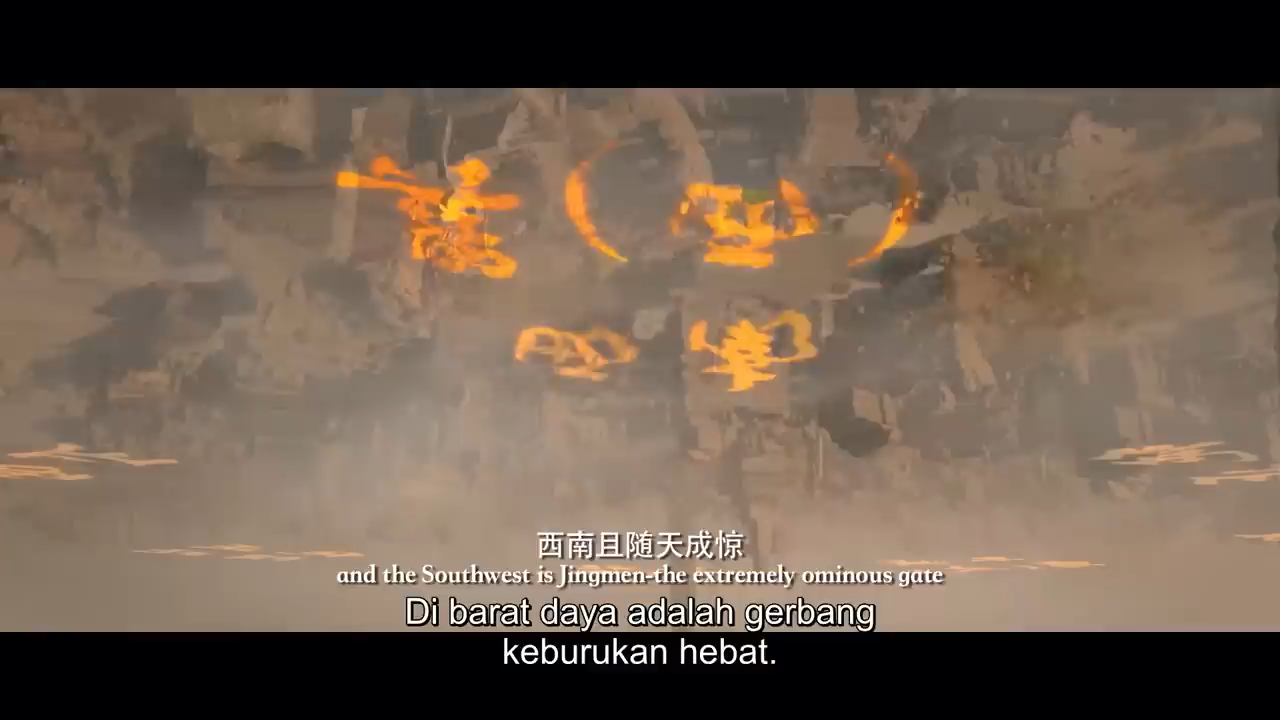 西南且随天成惊
and the Southwest is Jingmen-the extremely ominous gate
Di barat daya adalah gerbang
keburukan hebat.